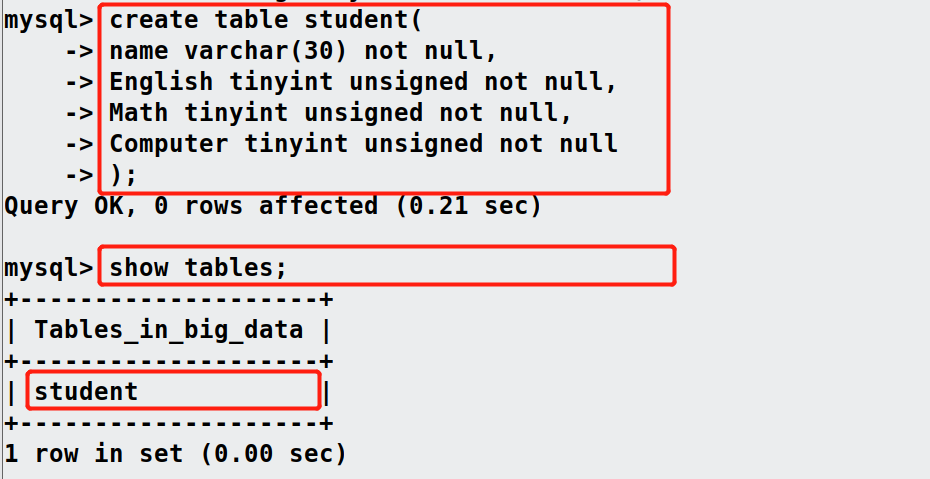 mysql> create table student(
    -> name varchar(30) not null,
    -> English tinyint unsigned not null,
    -> Math tinyint unsigned not null,
    -> Computer tinyint unsigned not null
    -> );
Query OK, 0 rows affected (0.21 sec)

mysql> show tables;
+--------------------+
| Tables_in_big_data |
+--------------------+
| student            |
+--------------------+
1 row in set (0.00 sec)